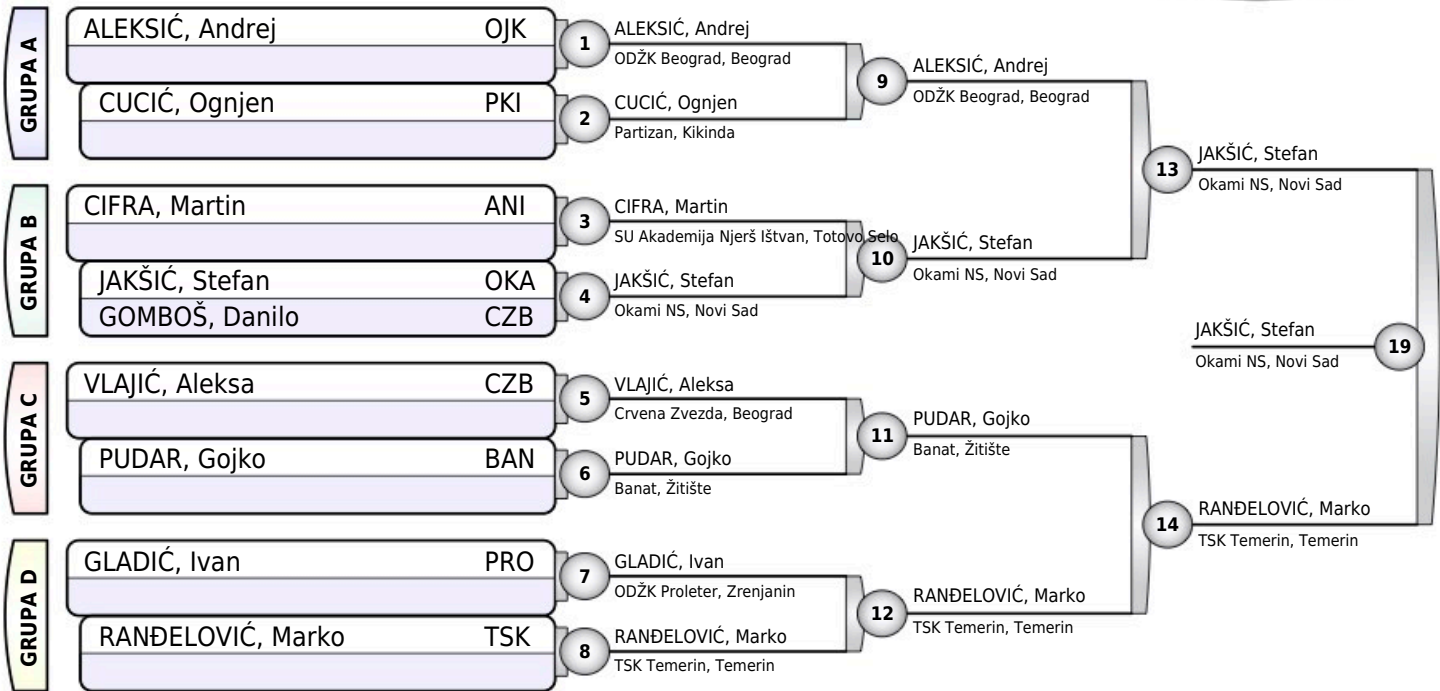 GRUPA A
ALEKSIĆ, Andrej OJK
CUCIĆ, Ognjen PKI
GRUPA B
CIFRA, Martin ANI
JAKŠIĆ, Stefan OKA
GOMBOŠ, Danilo CZB
GRUPA C
VLAJIĆ, Aleksa CZB
PUDAR, Gojko BAN
GRUPA D
GLADIĆ, Ivan PRO
RANĐELOVIĆ, Marko TSK
1
ALEKSIĆ, Andrej
ODŽK Beograd, Beograd
2
CUCIĆ, Ognjen
Partizan, Kikinda
3
CIFRA, Martin
SU Akademija Njerš Ištvan, Totovo Selo
4
JAKŠIĆ, Stefan
Okami NS, Novi Sad
5
VLAJIĆ, Aleksa
Crvena Zvezda, Beograd
6
PUDAR, Gojko
Banat, Žitište
7
GLADIĆ, Ivan
ODŽK Proleter, Zrenjanin
8
RANĐELOVIĆ, Marko
TSK Temerin, Temerin
9
ALEKSIĆ, Andrej
ODŽK Beograd, Beograd
10
JAKŠIĆ, Stefan
Okami NS, Novi Sad
11
PUDAR, Gojko
Banat, Žitište
12
RANĐELOVIĆ, Marko
TSK Temerin, Temerin
13
JAKŠIĆ, Stefan
Okami NS, Novi Sad
14
RANĐELOVIĆ, Marko
TSK Temerin, Temerin
JAKŠIĆ, Stefan
19
Okami NS, Novi Sad